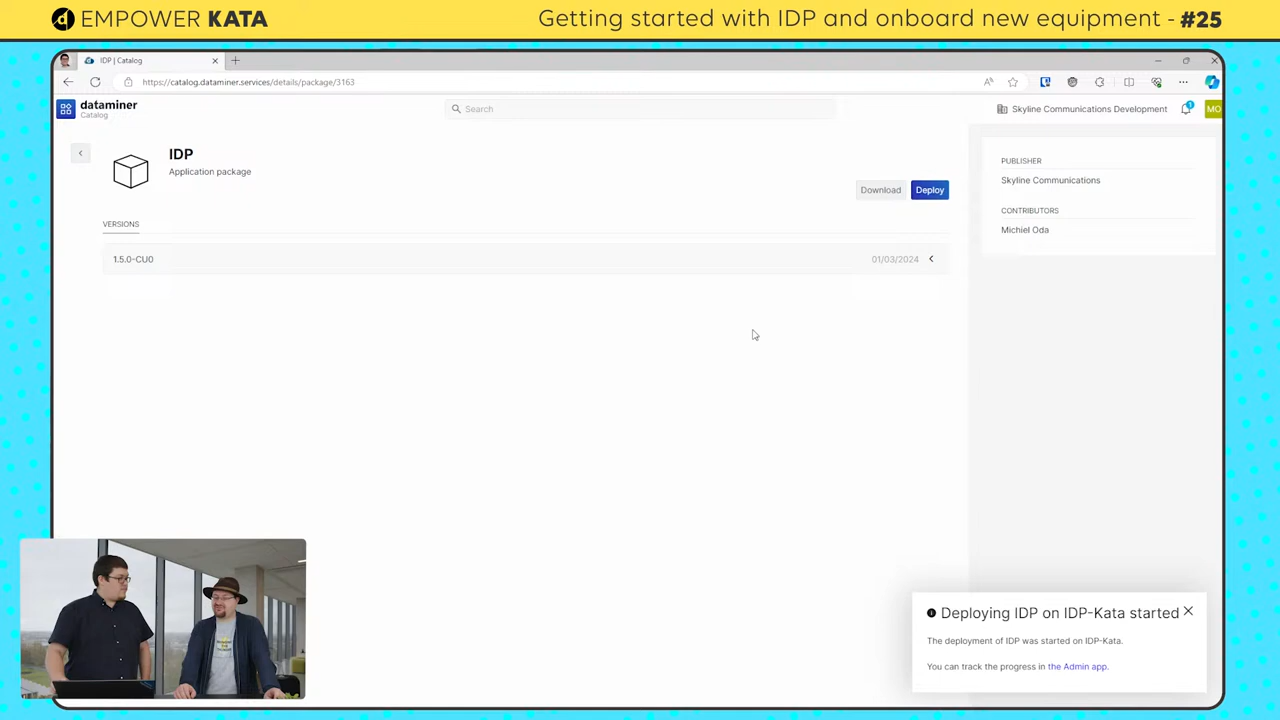 EMPOWER KATA
Getting started with IDP and onboard new equipment - #25
IDP | Catalog
https://catalog.dataminer.services/details/package/3163
dataminer
Catalog
Search
Skyline Communications Development
1
MO
IDP
Application package
Download
Deploy
VERSIONS
1.5.0-CU0
01/03/2024
PUBLISHER
Skyline Communications
CONTRIBUTORS
Michiel Oda
Deploying IDP on IDP-Kata started
The deployment of IDP was started on IDP-Kata.
You can track the progress in the Admin app.